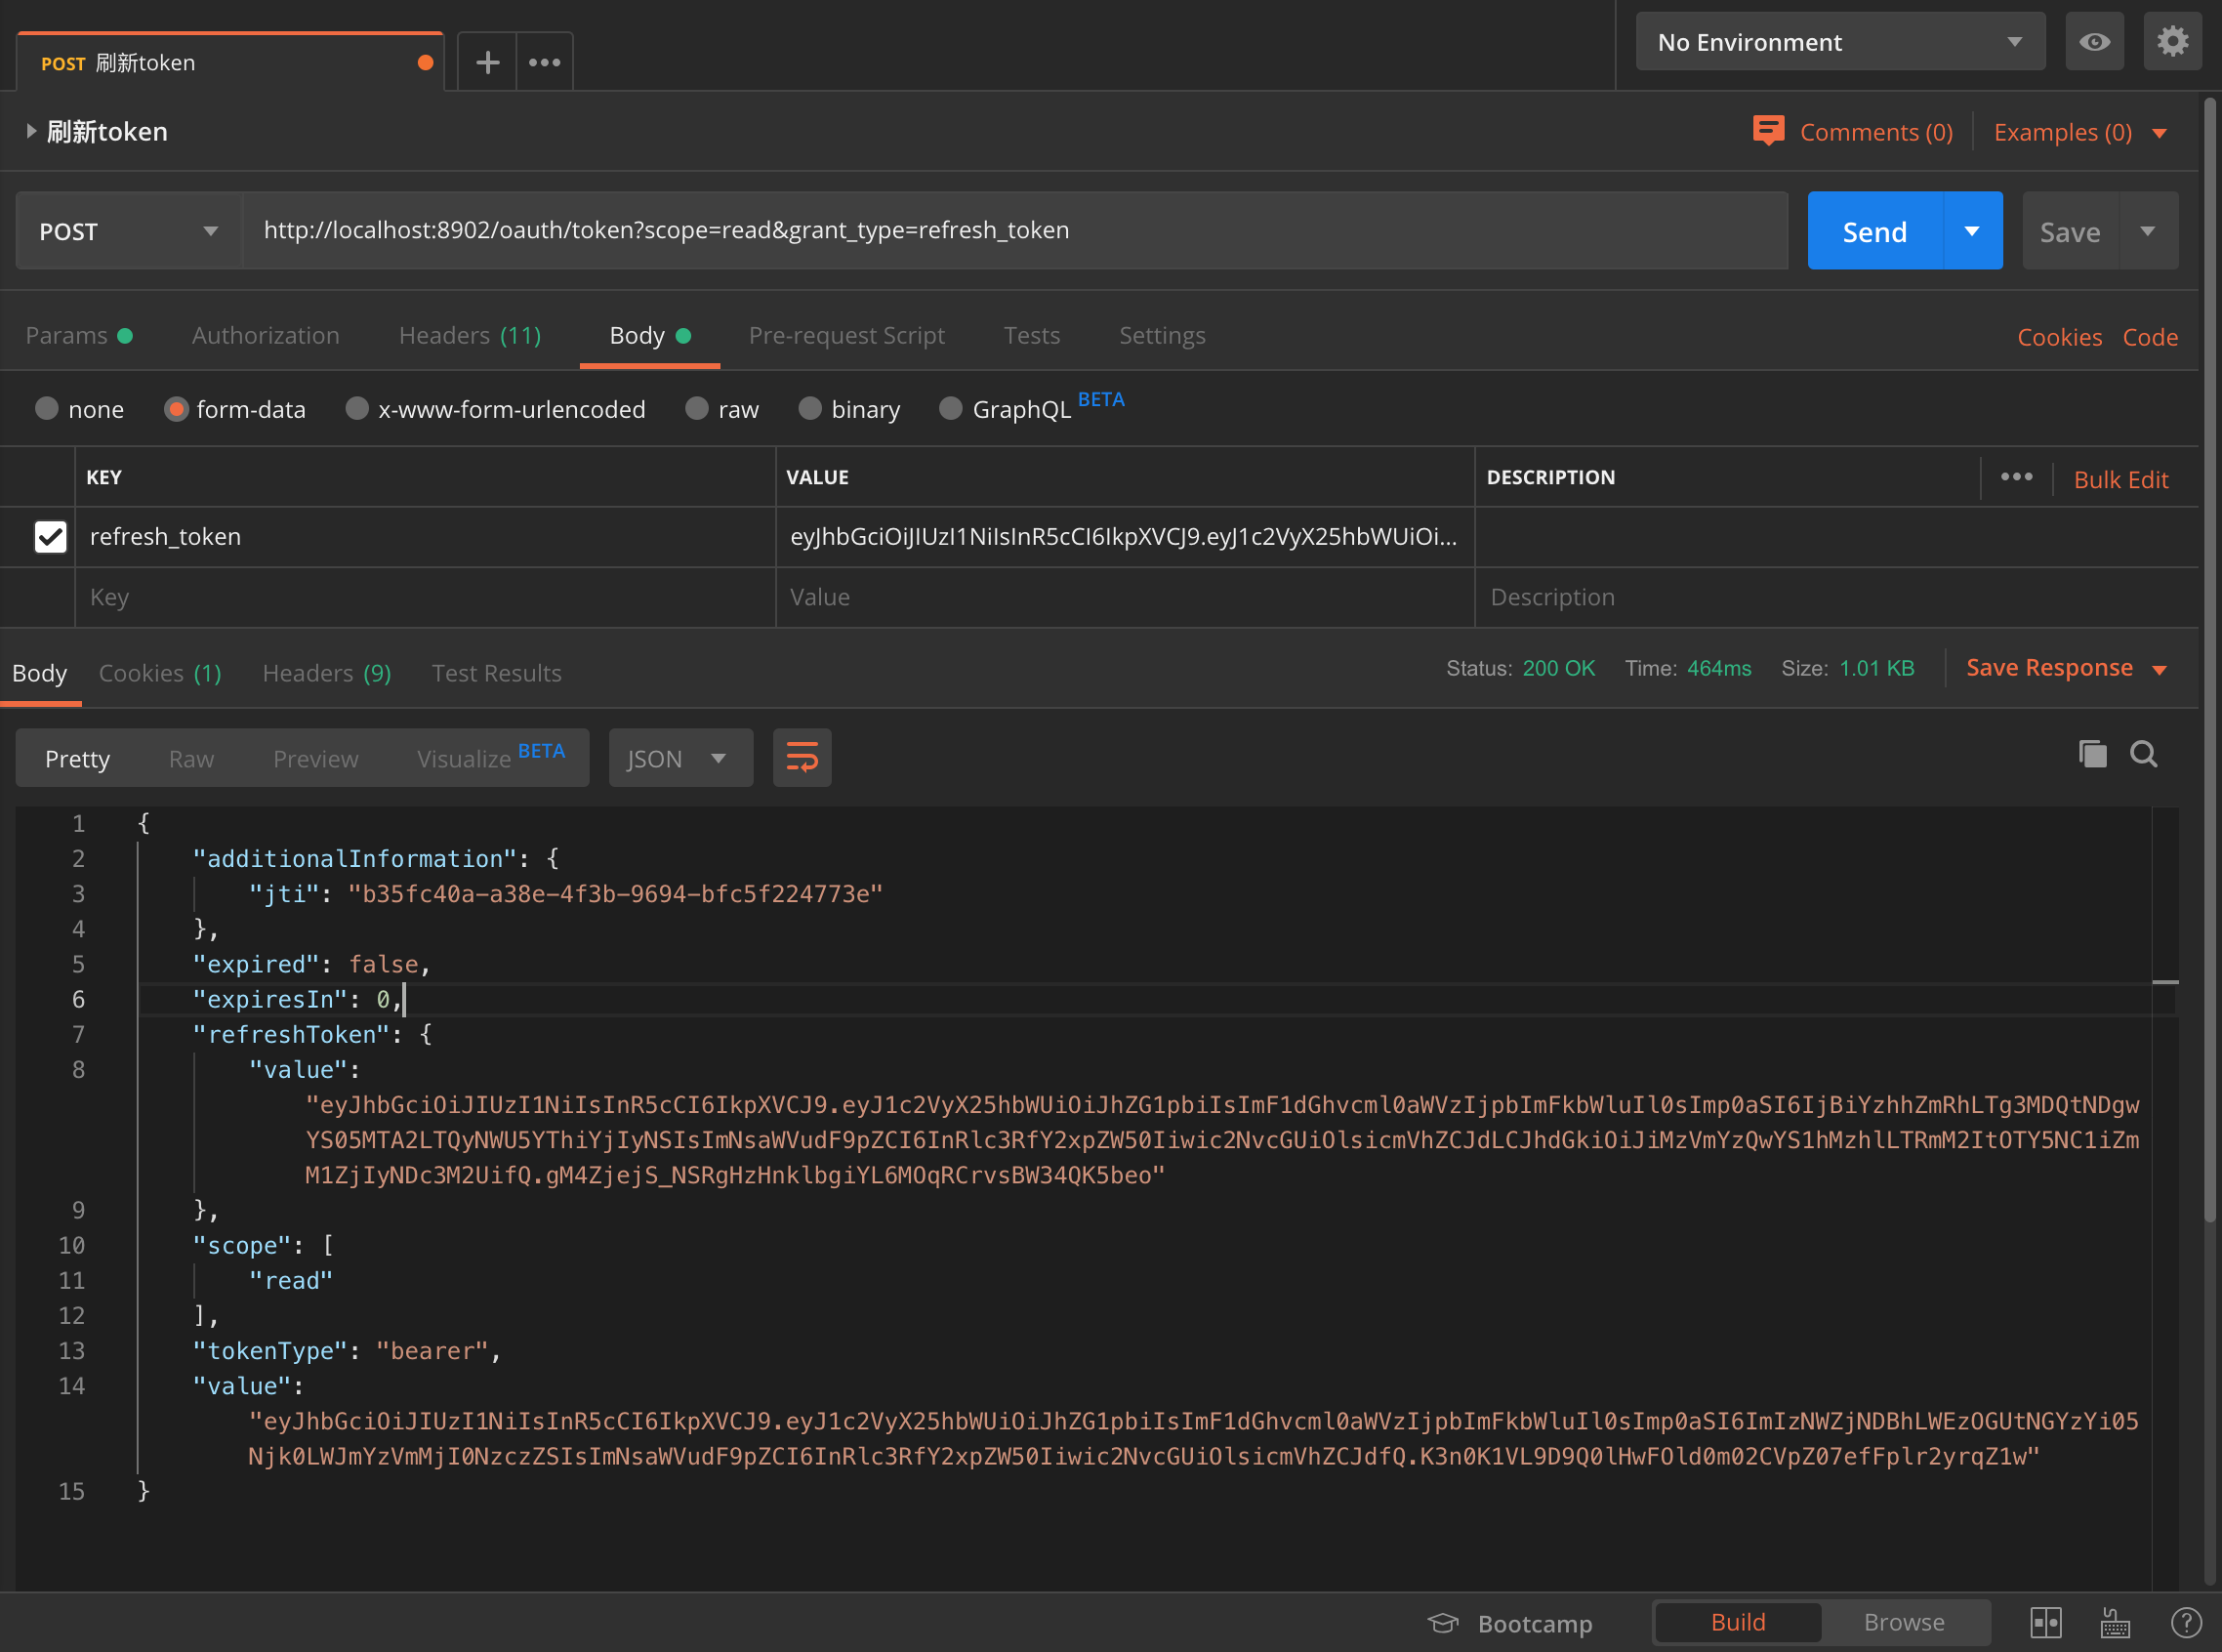 POST 刷新token
No Environment
刷新token
Comments (0) Examples (0)
POST http://localhost:8902/oauth/token?scope=read&grant_type=refresh_token Send Save
Params Authorization Headers (11) Body Pre-request Script Tests Settings Cookies Code
none form-data x-www-form-urlencoded raw binary GraphQL BETA
KEY VALUE DESCRIPTION ••• Bulk Edit
refresh_token eyJhbGciOiJIUzI1NiIsInR5cCI6IkpXVCJ9.eyJ1c2VyX25hbWUiOi...
Key Value Description
Body Cookies (1) Headers (9) Test Results Status: 200 OK Time: 464ms Size: 1.01 KB Save Response
Pretty Raw Preview Visualize BETA JSON
1 {
2 "additionalInformation": {
3 "jti": "b35fc40a-a38e-4f3b-9694-bfc5f224773e"
4 },
5 "expired": false,
6 "expiresIn": 0,
7 "refreshToken": {
8 "value":
"eyJhbGciOiJIUzI1NiIsInR5cCI6IkpXVCJ9.eyJ1c2VyX25hbWUiOiJhZG1pbiIsImF1dGhvcml0aWVzIjpbImFkbWluIl0sImp0aSI6IjBiYzhhZmRhLTg3MDQtNDgw
YS05MTA2LTQyNWU5YThiYjIyNSIsImNsaWVudF9pZCI6InRlc3RfY2xpZW50Iiwic2NvcGUiOlsicmVhZCJdLCJhdGkiOiJiMzVmYzQwYS1hMzhlLTRmM2ItOTY5NC1iZm
M1ZjIyNDc3M2UifQ.gM4ZjejS_NSRgHzHnklbgiYL6MOqRCrvsBW34QK5beo"
9 },
10 "scope": [
11 "read"
12 ],
13 "tokenType": "bearer",
14 "value":
"eyJhbGciOiJIUzI1NiIsInR5cCI6IkpXVCJ9.eyJ1c2VyX25hbWUiOiJhZG1pbiIsImF1dGhvcml0aWVzIjpbImFkbWluIl0sImp0aSI6ImIzNWZjNDBhLWEzOGUtNGYzYi05
Njk0LWJmYzVmMjI0NzczZSIsImNsaWVudF9pZCI6InRlc3RfY2xpZW50Iiwic2NvcGUiOlsicmVhZCJdfQ.K3n0K1VL9D9Q0lHwFOld0m02CVpZ07efFplr2yrqZ1w"
15 }
Bootcamp Build Browse